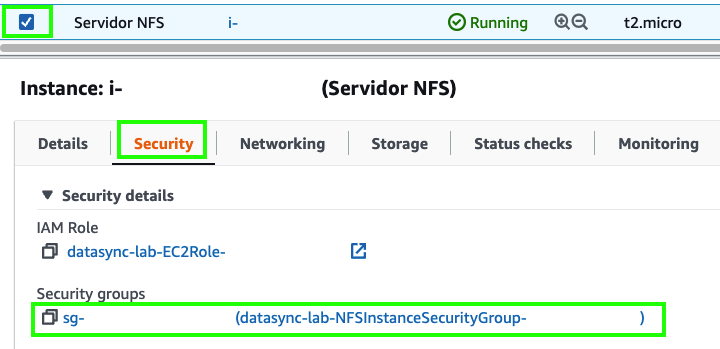 Servidor NFS i- Running t2.micro
Instance: i- (Servidor NFS)
Details Security Networking Storage Status checks Monitoring
Security details
IAM Role
datasync-lab-EC2Role-
Security groups
sg- (datasync-lab-NFSInstanceSecurityGroup- )